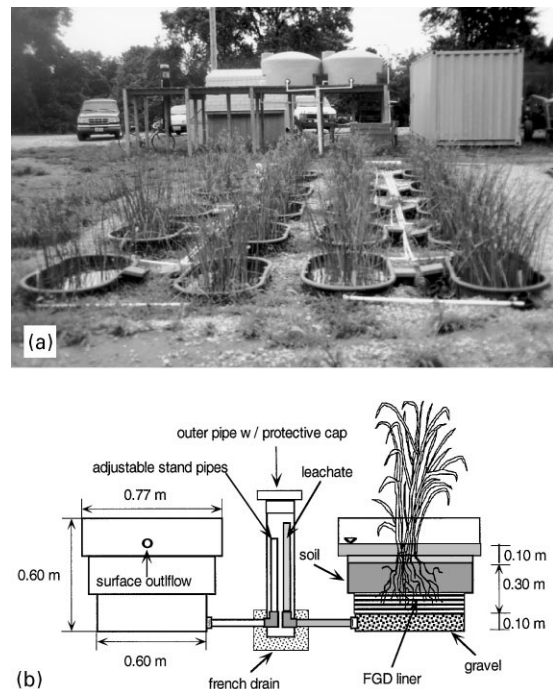 (a)
outer pipe w / protective cap
adjustable stand pipes
leachate
0.77 m
0.60 m
surface outlflow
soil
0.10 m
0.30 m
0.10 m
0.60 m
french drain
FGD liner
gravel
(b)